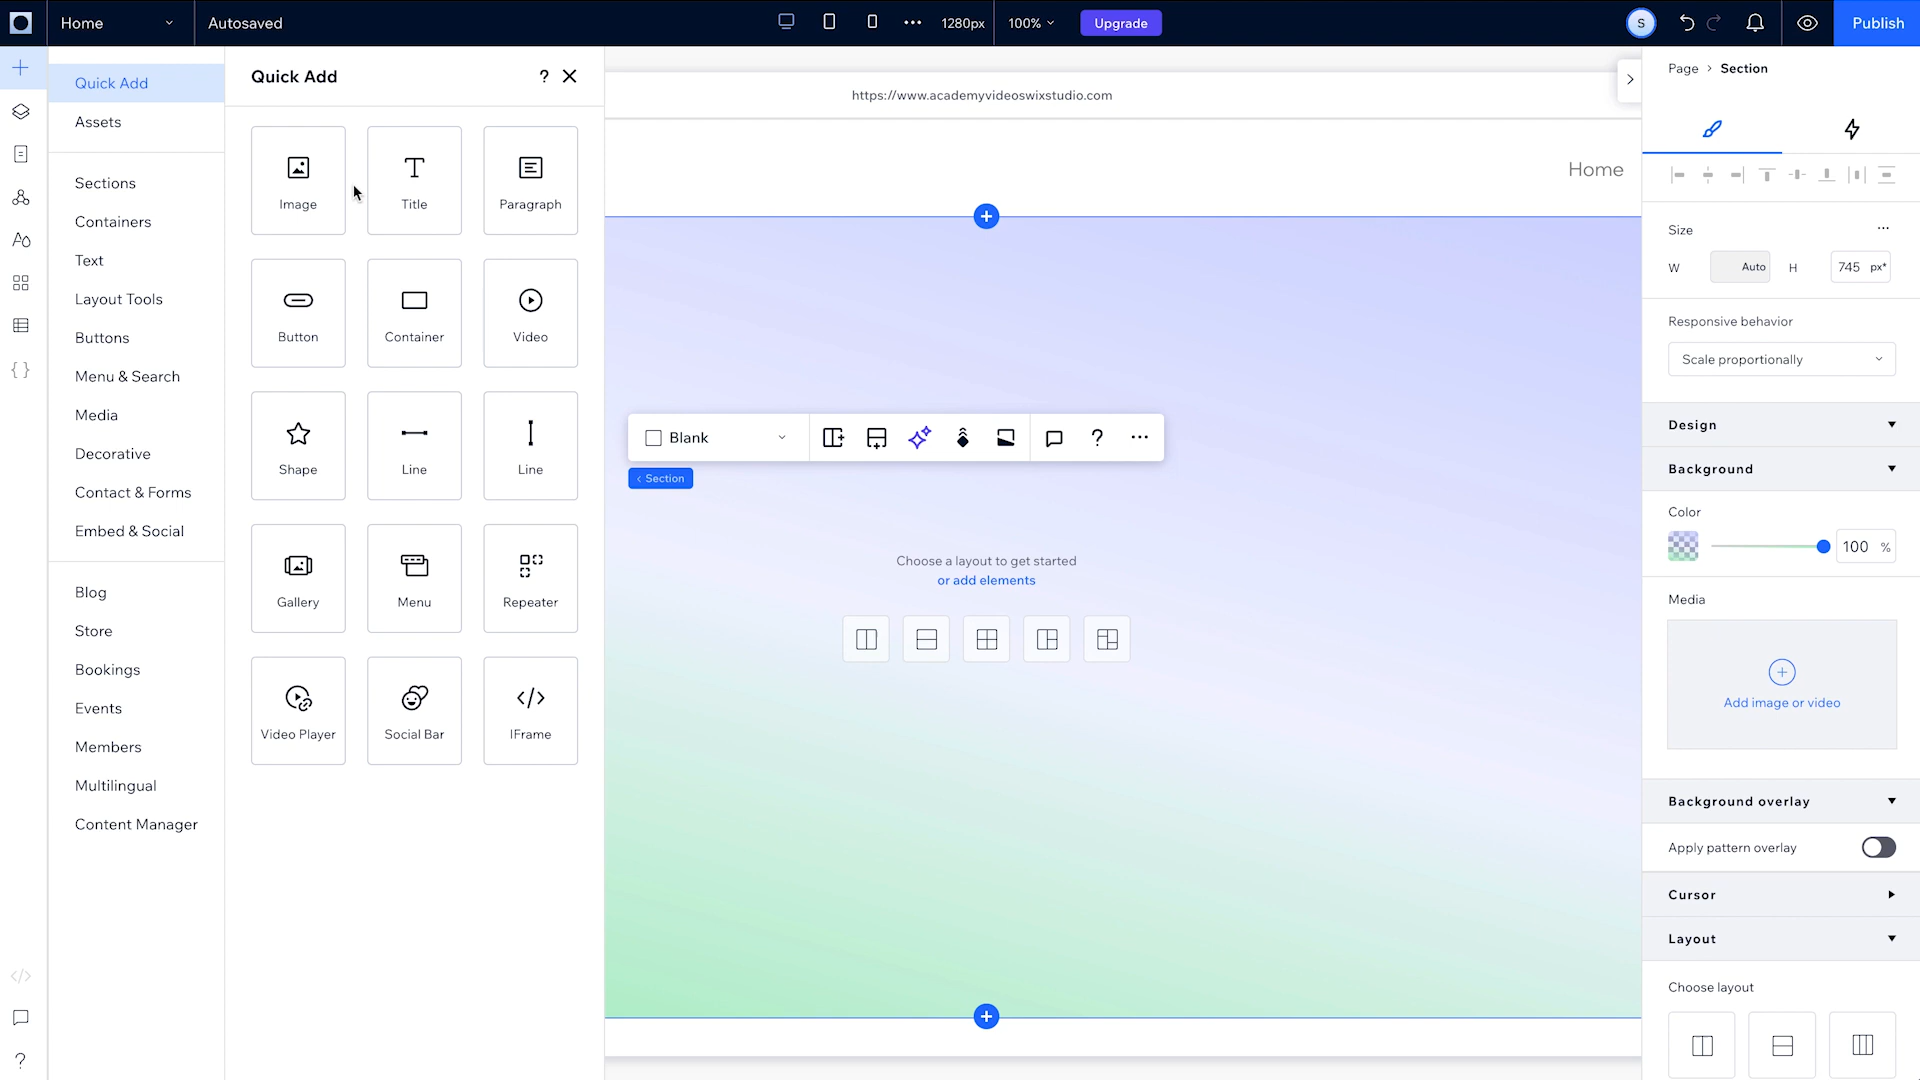 Home
Autosaved
1280px
100%
Upgrade
S
Publish
Quick Add
Assets
Sections
Containers
Text
Layout Tools
Buttons
Menu & Search
Media
Decorative
Contact & Forms
Embed & Social
Blog
Store
Bookings
Events
Members
Multilingual
Content Manager
Quick Add
?
Image
Title
Paragraph
Button
Container
Video
Shape
Line
Line
Gallery
Menu
Repeater
Video Player
Social Bar
IFrame
https://www.academyvideoswixstudio.com
Home
Blank
?
< Section
Choose a layout to get started
or add elements
Page > Section
Size
W Auto H 745 px*
Responsive behavior
Scale proportionally
Design
Background
Color
100 %
Media
Add image or video
Background overlay
Apply pattern overlay
Cursor
Layout
Choose layout
?